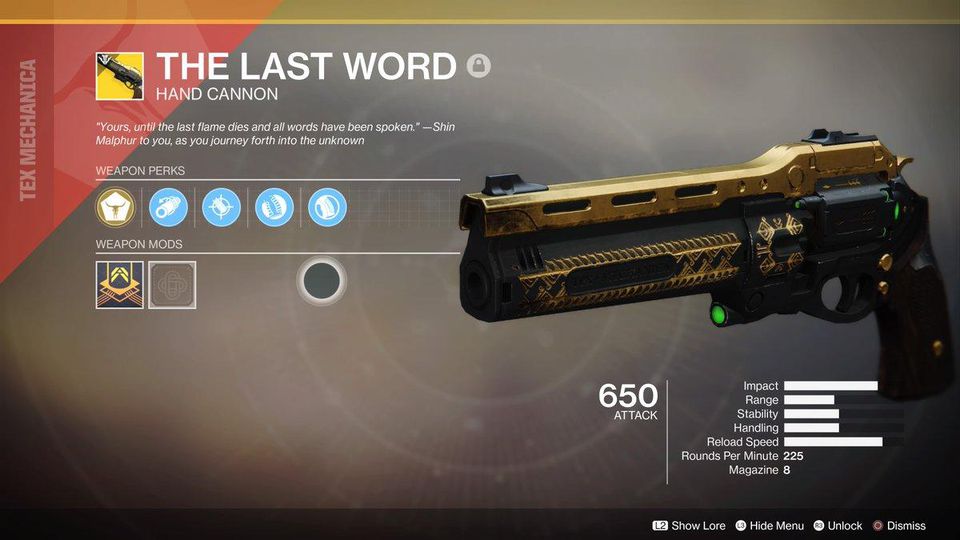 TEX MECHANICA
THE LAST WORD
HAND CANNON
"Yours, until the last flame dies and all words have been spoken." —Shin
Malphur to you, as you journey forth into the unknown
WEAPON PERKS
WEAPON MODS
650
ATTACK
Impact
Range
Stability
Handling
Reload Speed
Rounds Per Minute 225
Magazine 8
L2 Show Lore L3 Hide Menu R3 Unlock Dismiss